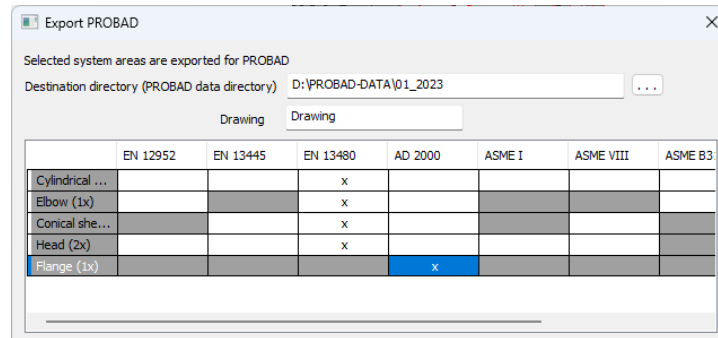 Export PROBAD
Selected system areas are exported for PROBAD
Destination directory (PROBAD data directory) D:\PROBAD-DATA\01_2023 ...
Drawing Drawing
EN 12952 EN 13445 EN 13480 AD 2000 ASME I ASME VIII ASME B3
Cylindrical ... x
Elbow (1x) x
Conical she... x
Head (2x) x
Flange (1x) x